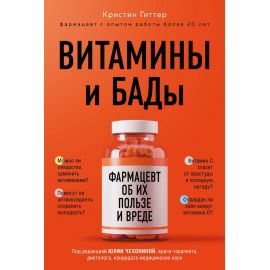 Кристин Гиттер
фармацевт с опытом работы более 20 лет
ВИТАМИНЫ
и БАДы
Можно ли
лекарства
заменить
витаминами?
Помогут ли
антиоксиданты
сохранить
молодость?
ФАРМАЦЕВТ
ОБ ИХ
ПОЛЬЗЕ
И ВРЕДЕ
Витамин С
спасет
от простуды
в холодную
погоду?
Оправдан ли
хайп вокруг
витамина D?
Под редакцией ЮЛИИ ЧЕХОНИНОЙ, врача-терапевта,
диетолога, кандидата медицинских наук